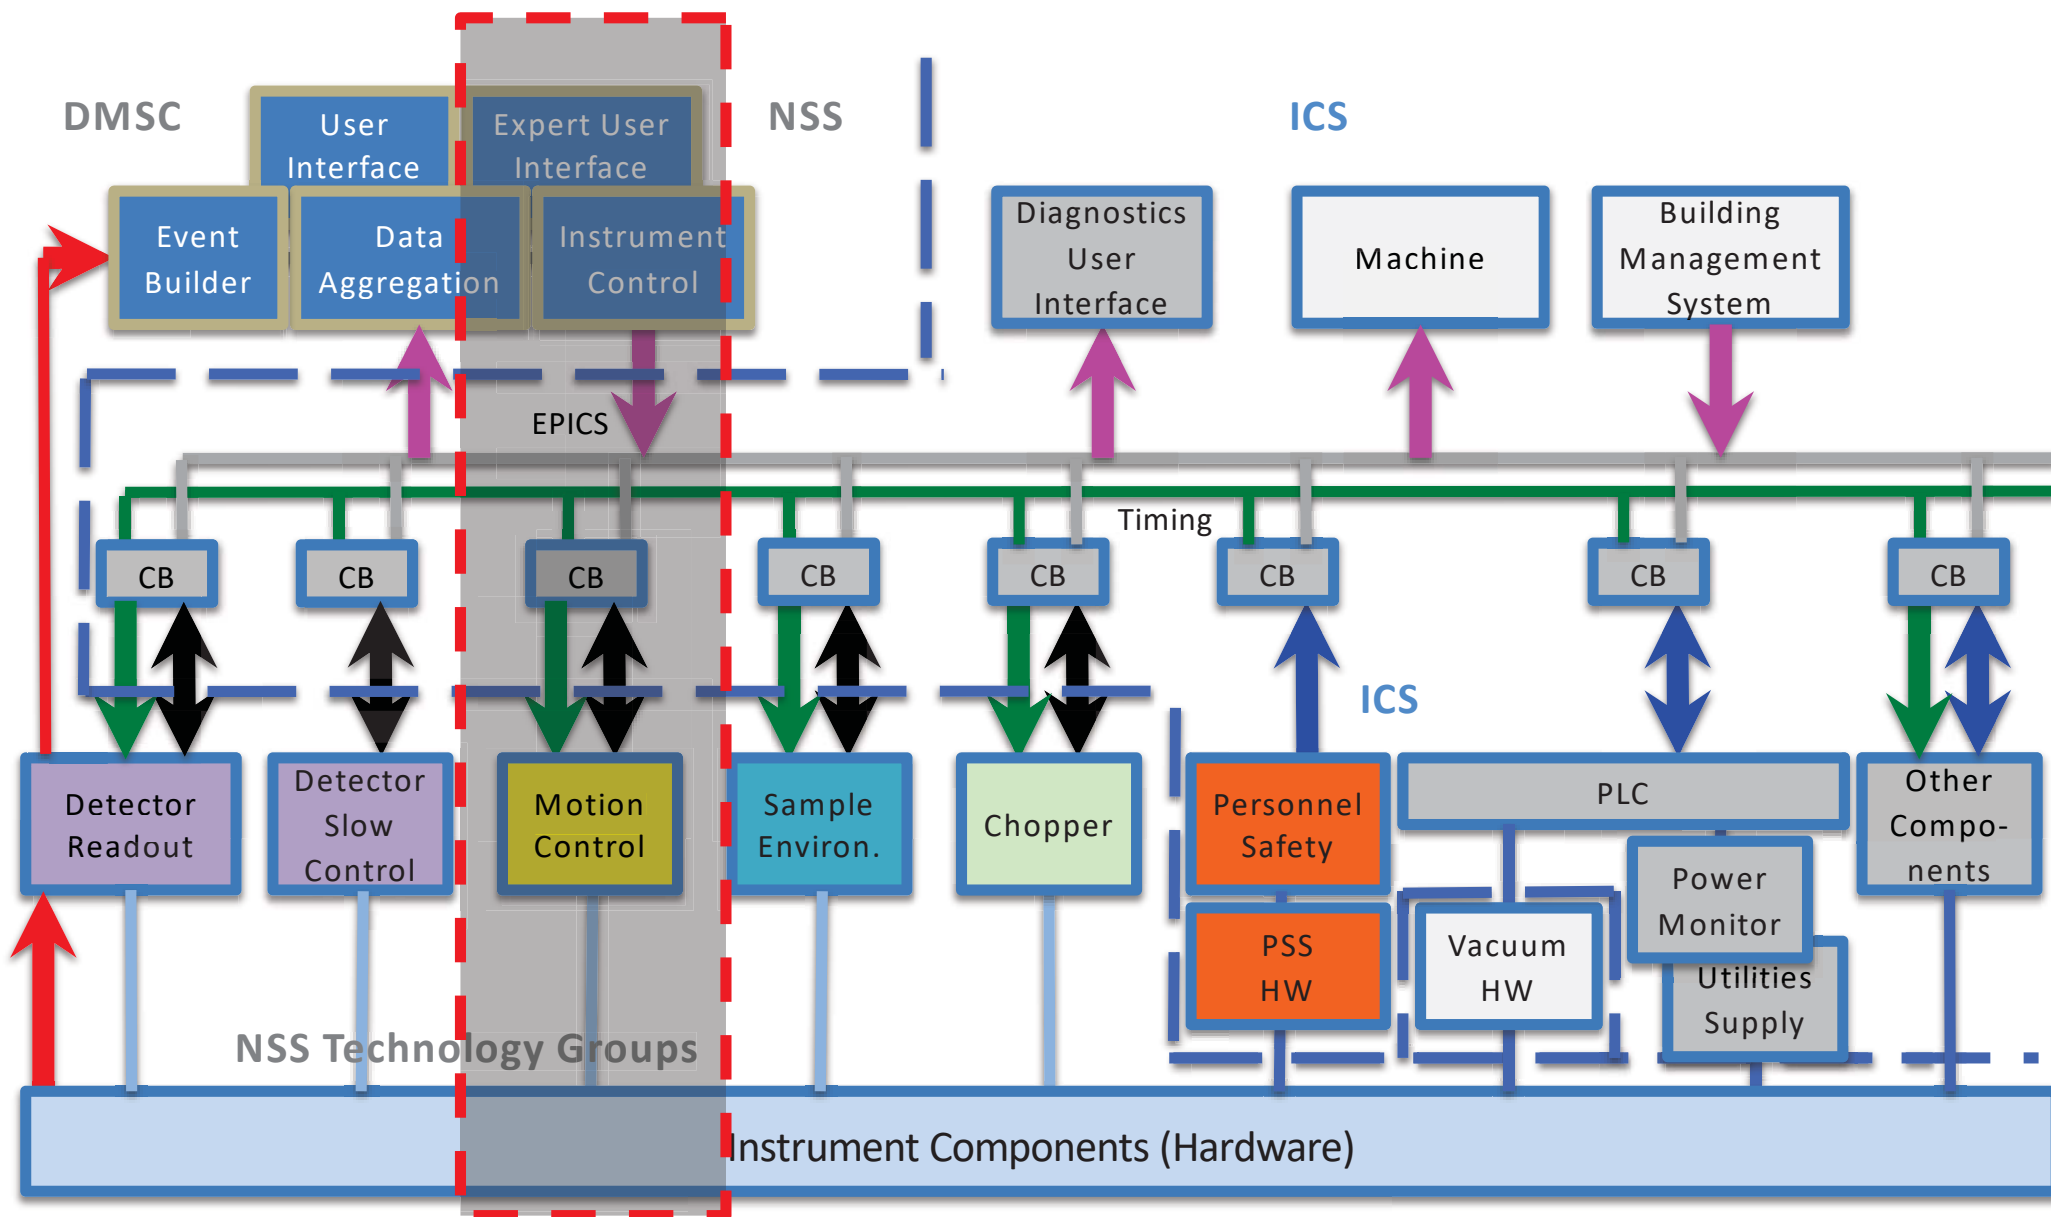 DMSC
NSS
ICS
User
Interface
Expert User
Interface
Event
Builder
Data
Aggregation
Instrument
Control
Diagnostics
User
Interface
Machine
Building
Management
System
EPICS
Timing
CB
CB
CB
CB
CB
CB
CB
CB
ICS
Detector
Readout
Detector
Slow
Control
Motion
Control
Sample
Environ.
Chopper
Personnel
Safety
PLC
Other
Compo-
nents
Power
Monitor
PSS
HW
Vacuum
HW
Utilities
Supply
NSS Technology Groups
Instrument Components (Hardware)